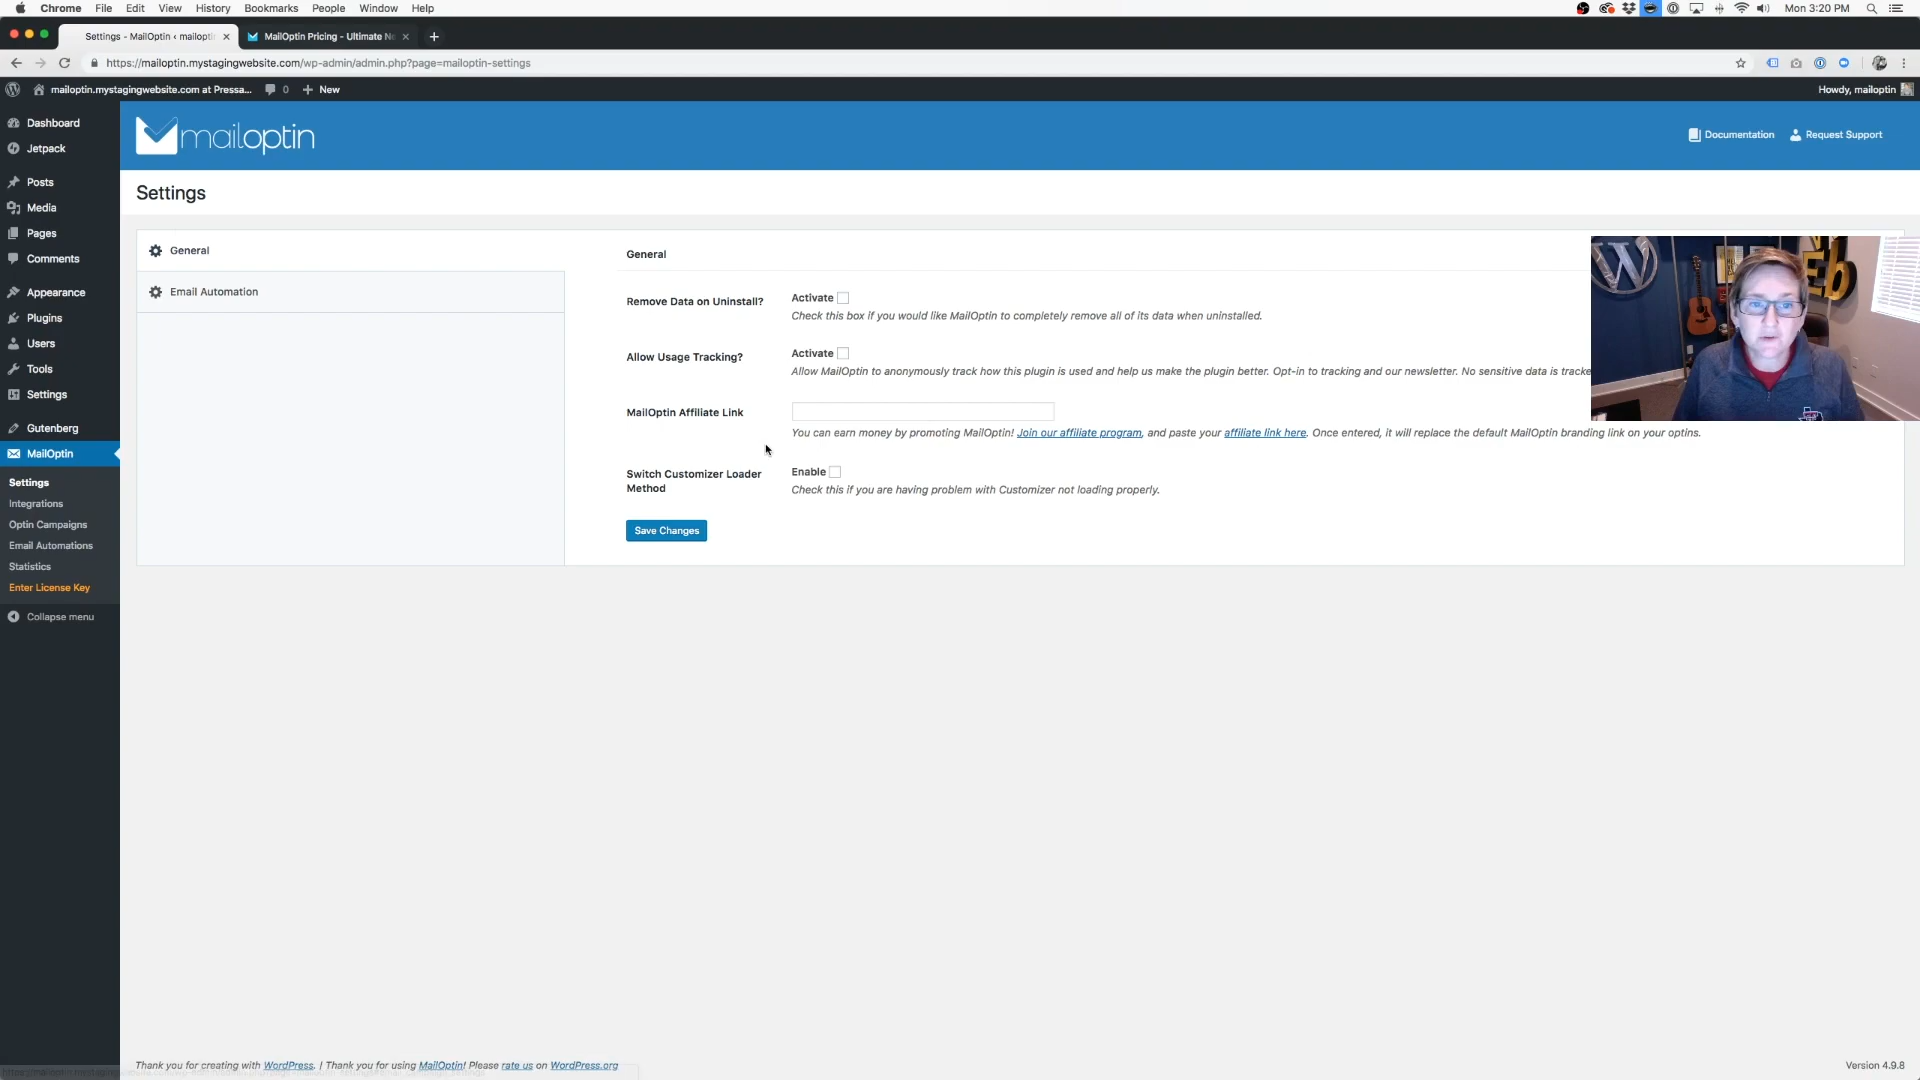 Chrome File Edit View History Bookmarks People Window Help Mon 3:20 PM
Settings - MailOptin ‹ mailopti MailOptin Pricing - Ultimate N
https://mailoptin.mystagingwebsite.com/wp-admin/admin.php?page=mailoptin-settings
mailoptin.mystagingwebsite.com at Pressa... 0 New Howdy, mailoptin
Dashboard
Jetpack
Posts
Media
Pages
Comments
Appearance
Plugins
Users
Tools
Settings
Gutenberg
MailOptin
Settings
Integrations
Optin Campaigns
Email Automations
Statistics
Enter License Key
Collapse menu
mailoptin
Documentation Request Support
Settings
General
Email Automation
General
Remove Data on Uninstall? Activate
Check this box if you would like MailOptin to completely remove all of its data when uninstalled.
Allow Usage Tracking? Activate
Allow MailOptin to anonymously track how this plugin is used and help us make the plugin better. Opt-in to tracking and our newsletter. No sensitive data is tracke
MailOptin Affiliate Link
You can earn money by promoting MailOptin! Join our affiliate program, and paste your affiliate link here. Once entered, it will replace the default MailOptin branding link on your optins.
Switch Customizer Loader
Method
Enable
Check this if you are having problem with Customizer not loading properly.
Save Changes
Thank you for creating with WordPress. | Thank you for using MailOptin! Please rate us on WordPress.org
Version 4.9.8